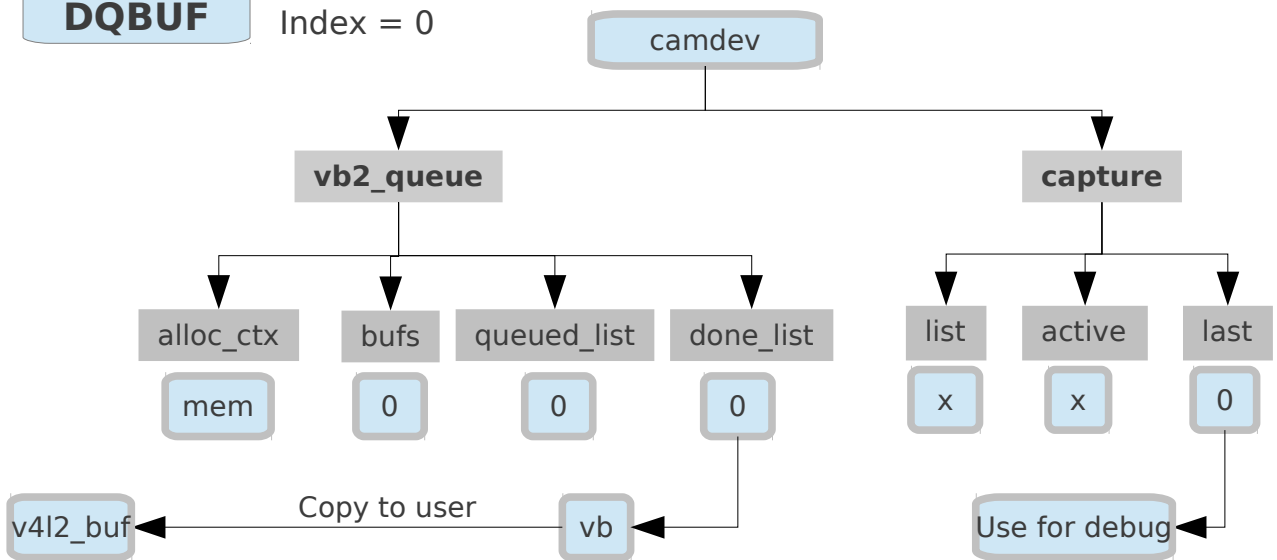 DQBUF
Index = 0
camdev
vb2_queue
capture
alloc_ctx
bufs
queued_list
done_list
list
active
last
mem
0
0
0
x
x
0
Copy to user
v4l2_buf
vb
Use for debug